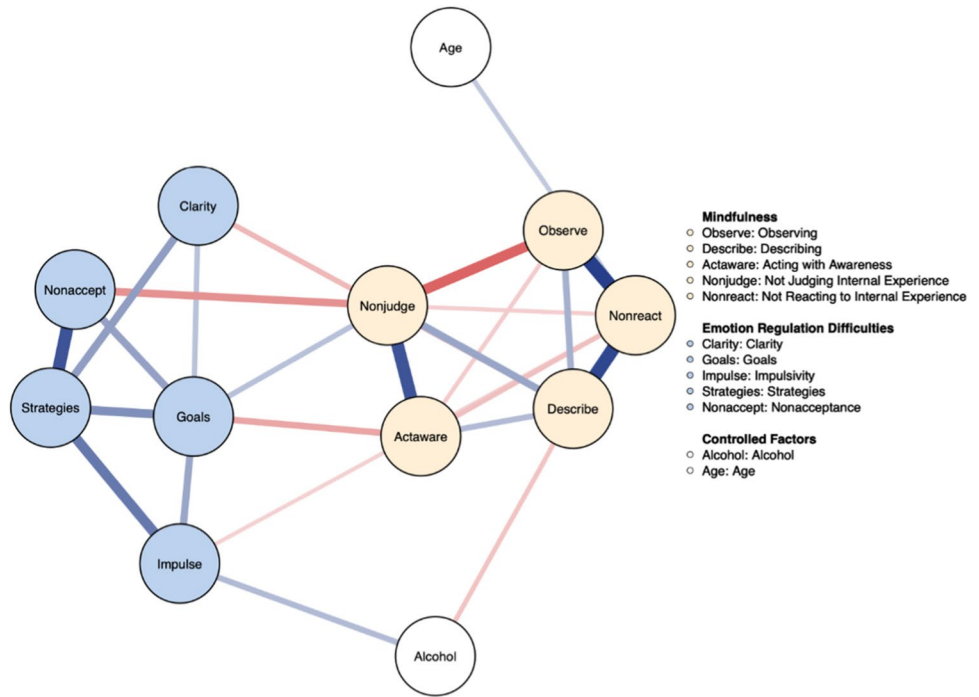 Age
Clarity
Observe
Nonaccept
Nonjudge
Nonreact
Strategies
Goals
Actaware
Describe
Impulse
Alcohol
Mindfulness
Observe: Observing
Describe: Describing
Actaware: Acting with Awareness
Nonjudge: Not Judging Internal Experience
Nonreact: Not Reacting to Internal Experience
Emotion Regulation Difficulties
Clarity: Clarity
Goals: Goals
Impulse: Impulsivity
Strategies: Strategies
Nonaccept: Nonacceptance
Controlled Factors
Alcohol: Alcohol
Age: Age